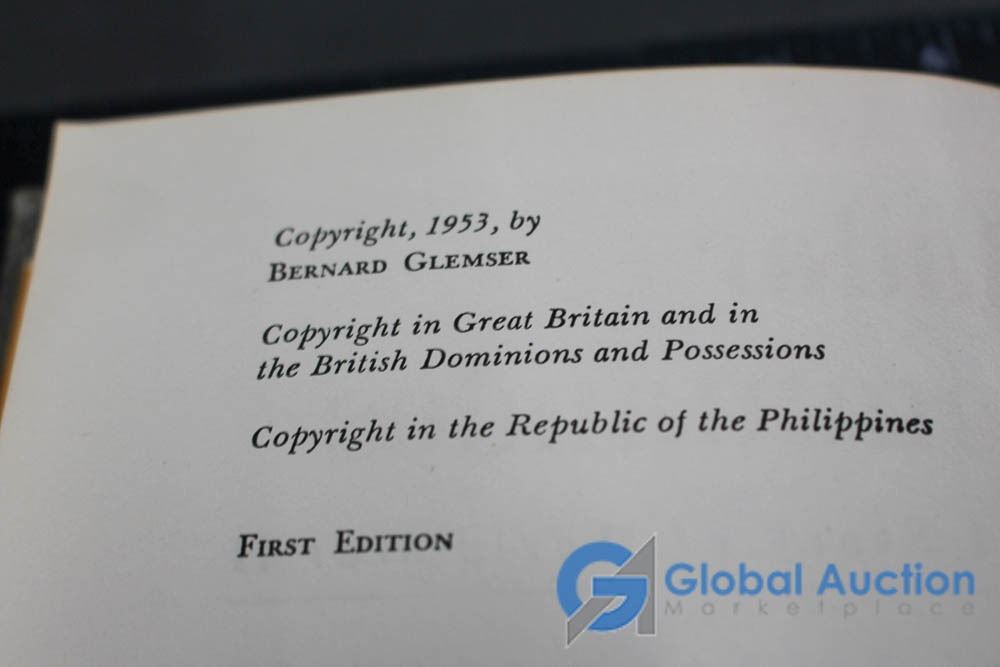 Copyright, 1953, by
BERNARD GLEMSER
Copyright in Great Britain and in
the British Dominions and Possessions
Copyright in the Republic of the Philippines
FIRST EDITION
Global Auction
Marketplace